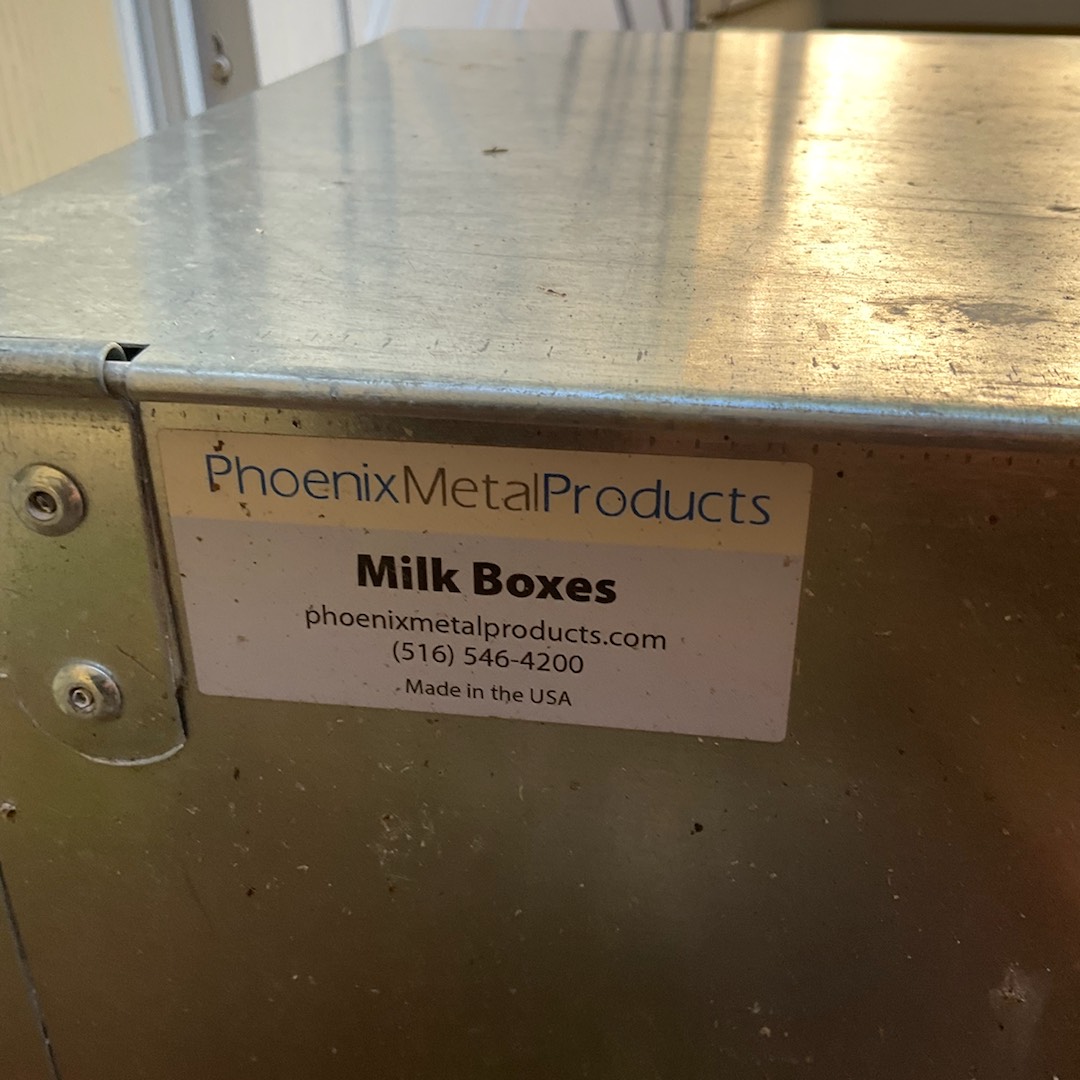 PhoenixMetalProducts
Milk Boxes
phoenixmetalproducts.com
(516) 546-4200
Made in the USA